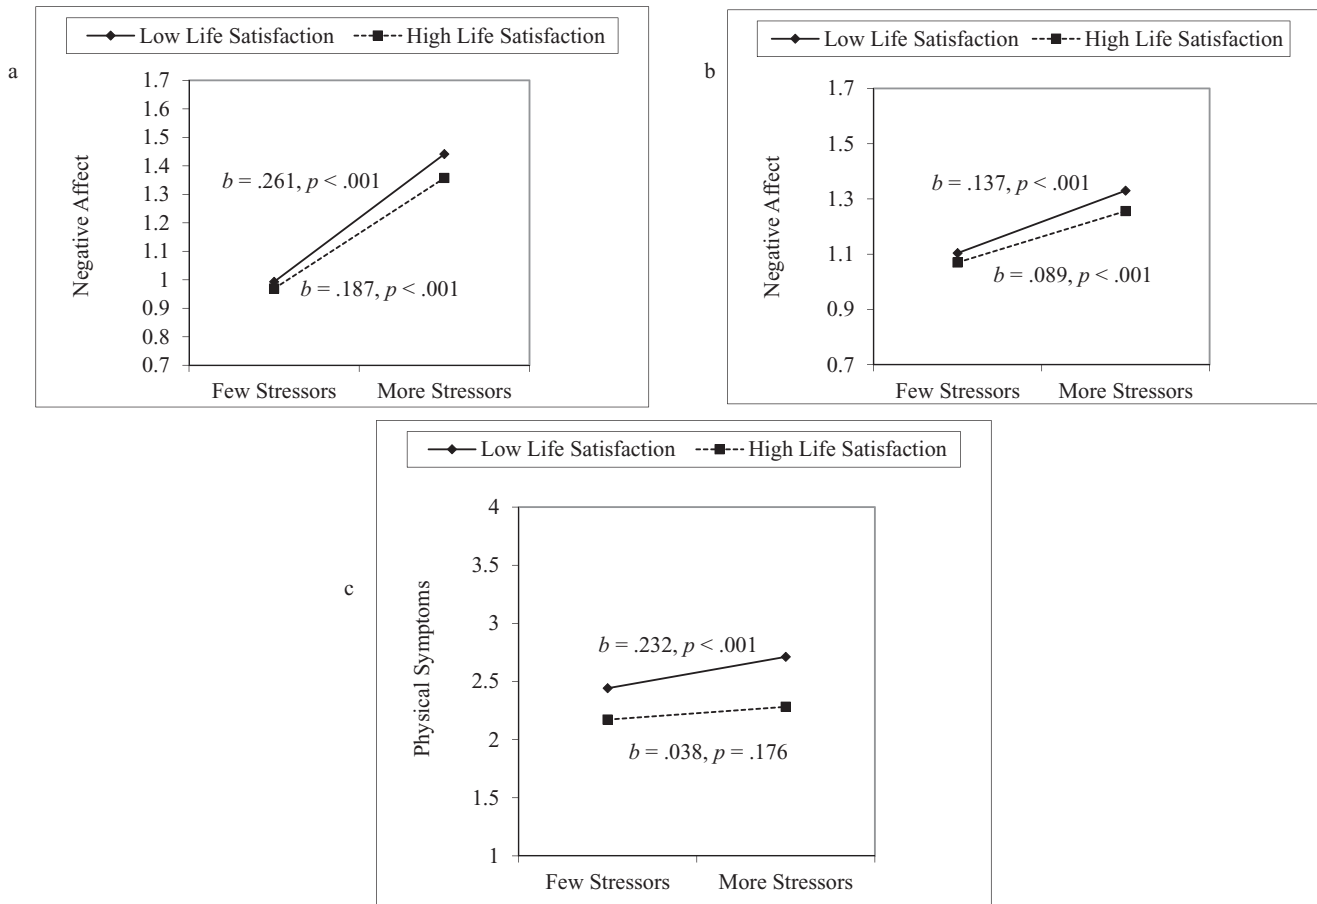 a
Low Life Satisfaction High Life Satisfaction
1.7
1.6
1.5
1.4
1.3
1.2
1.1
1
0.9
0.8
0.7
Negative Affect
b = .261, p < .001
b = .187, p < .001
Few Stressors More Stressors
b
Low Life Satisfaction High Life Satisfaction
1.7
1.5
1.3
1.1
0.9
0.7
Negative Affect
b = .137, p < .001
b = .089, p < .001
Few Stressors More Stressors
c
Low Life Satisfaction High Life Satisfaction
4
3.5
3
2.5
2
1.5
1
Physical Symptoms
b = .232, p < .001
b = .038, p = .176
Few Stressors More Stressors